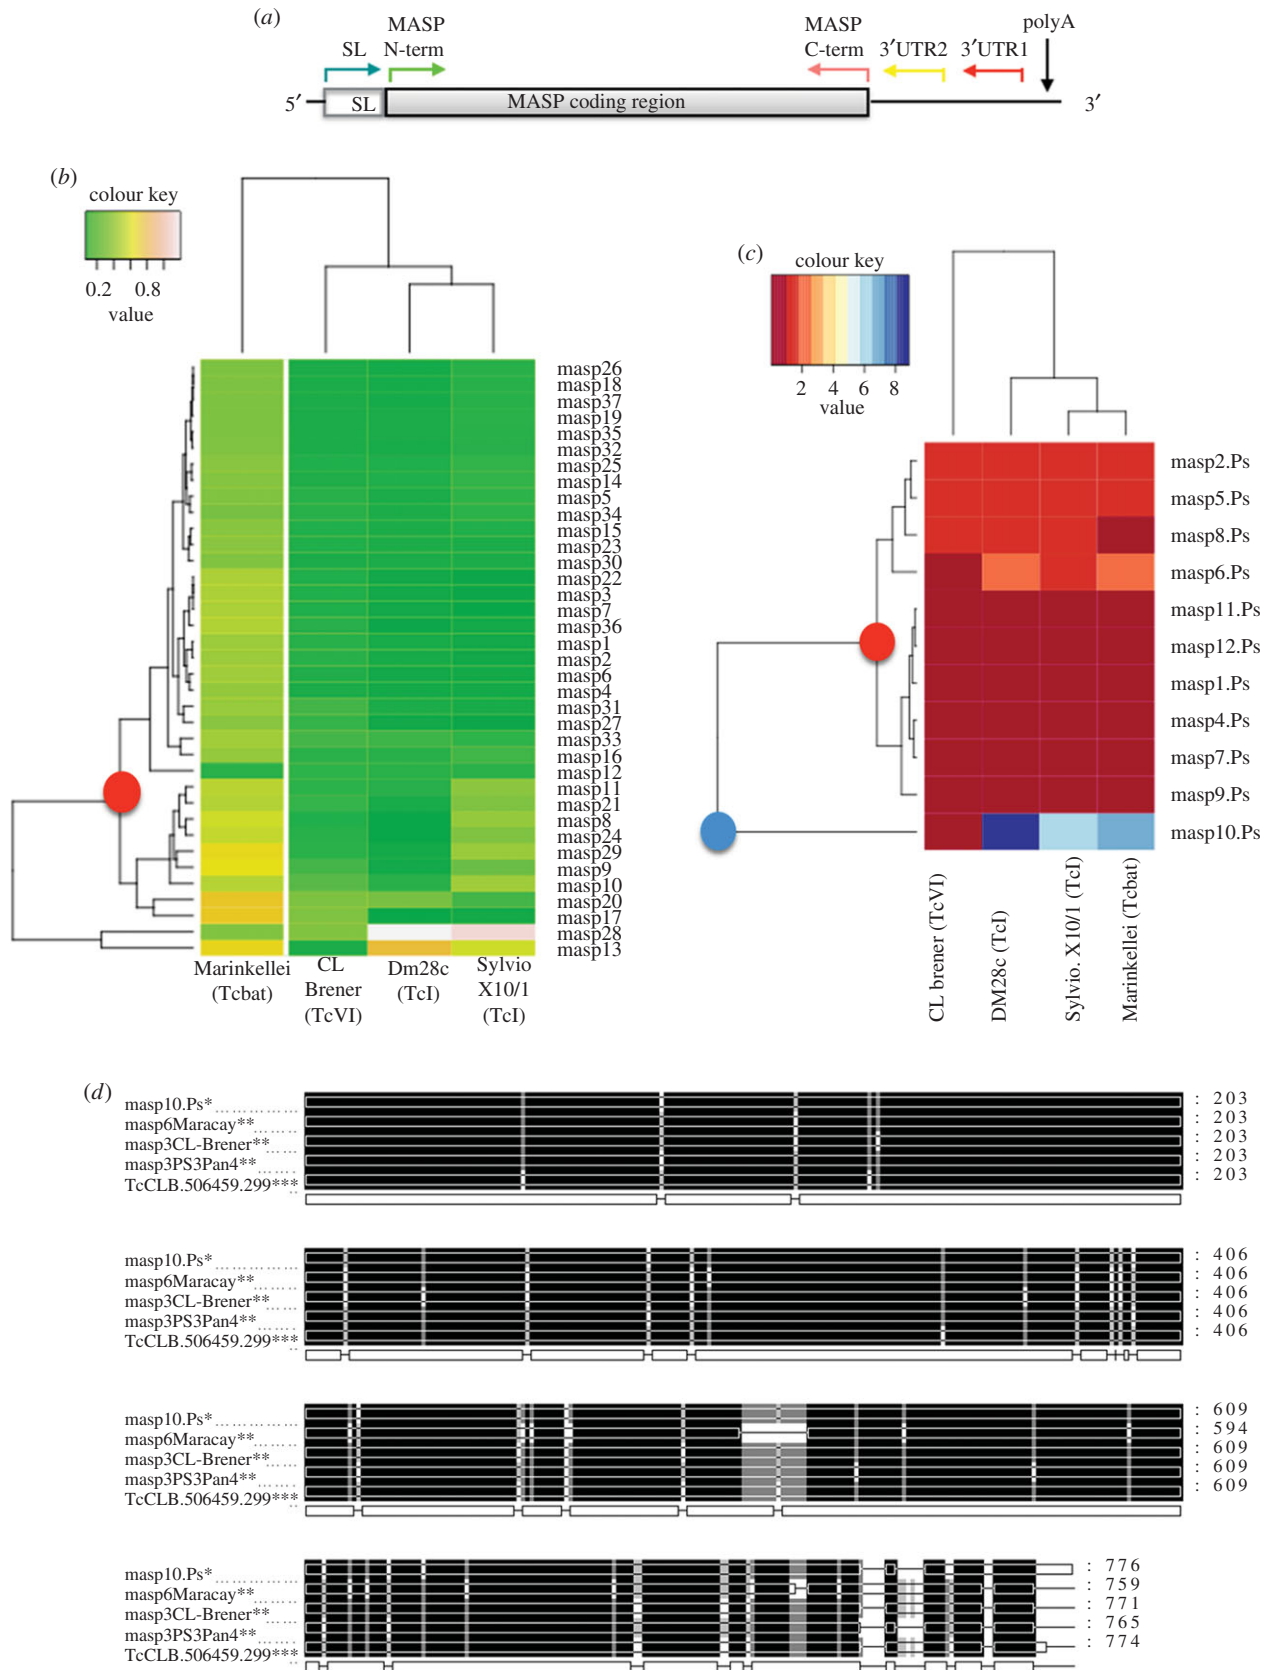 (a)
polyA
MASP
N-term
MASP
C-term
SL
3′UTR2
3′UTR1
5′
SL
MASP coding region
3′
(b)
colour key
0.2 0.8
value
masp26
masp18
masp37
masp19
masp35
masp32
masp25
masp14
masp5
masp34
masp15
masp23
masp30
masp22
masp3
masp7
masp36
masp1
masp2
masp6
masp4
masp31
masp27
masp33
masp16
masp12
masp11
masp21
masp8
masp24
masp29
masp9
masp10
masp20
masp17
masp28
masp13
Marinkellei
(Tcbat)
CL
Brener
(TcVI)
Dm28c
(TcI)
Sylvio
X10/1
(TcI)
(c)
colour key
2 4 6 8
value
masp2.Ps
masp5.Ps
masp8.Ps
masp6.Ps
masp11.Ps
masp12.Ps
masp1.Ps
masp4.Ps
masp7.Ps
masp9.Ps
masp10.Ps
CL brener (TcVI)
DM28c (TcI)
Sylvio. X10/1 (TcI)
Marinkellei (Tcbat)
(d)
masp10.Ps* : 203
masp6Maracay** : 203
masp3CL-Brener** : 203
masp3PS3Pan4** : 203
TcCLB.506459.299*** : 203
masp10.Ps* : 406
masp6Maracay** : 406
masp3CL-Brener** : 406
masp3PS3Pan4** : 406
TcCLB.506459.299*** : 406
masp10.Ps* : 609
masp6Maracay** : 594
masp3CL-Brener** : 609
masp3PS3Pan4** : 609
TcCLB.506459.299*** : 609
masp10.Ps* : 776
masp6Maracay** : 759
masp3CL-Brener** : 771
masp3PS3Pan4** : 765
TcCLB.506459.299*** : 774